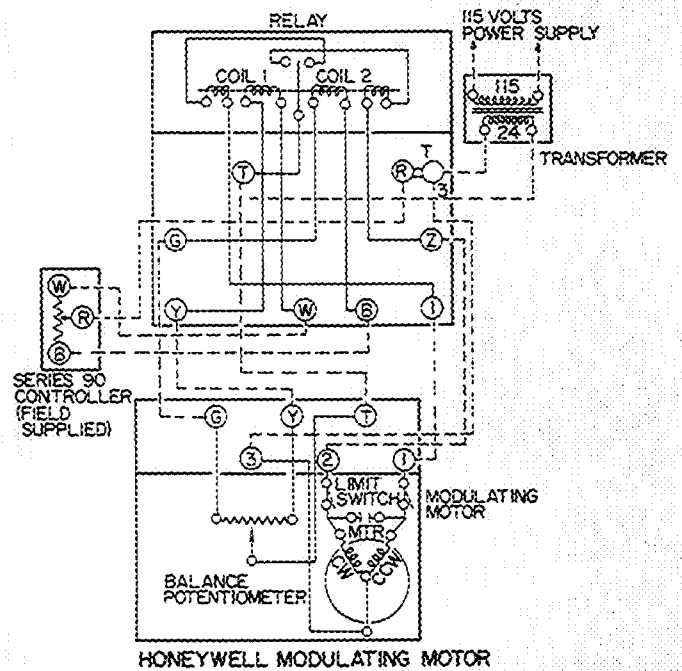 RELAY
115 VOLTS
POWER SUPPLY
COIL 1
COIL 2
115
24
TRANSFORMER
T
R
T
3
G
Z
W
R
B
Y
W
B
1
SERIES 90
CONTROLLER
(FIELD
SUPPLIED)
G
Y
T
3
2
1
LIMIT
SWITCH
MODULATING
MOTOR
MTR
CW
CCW
BALANCE
POTENTIOMETER
HONEYWELL MODULATING MOTOR